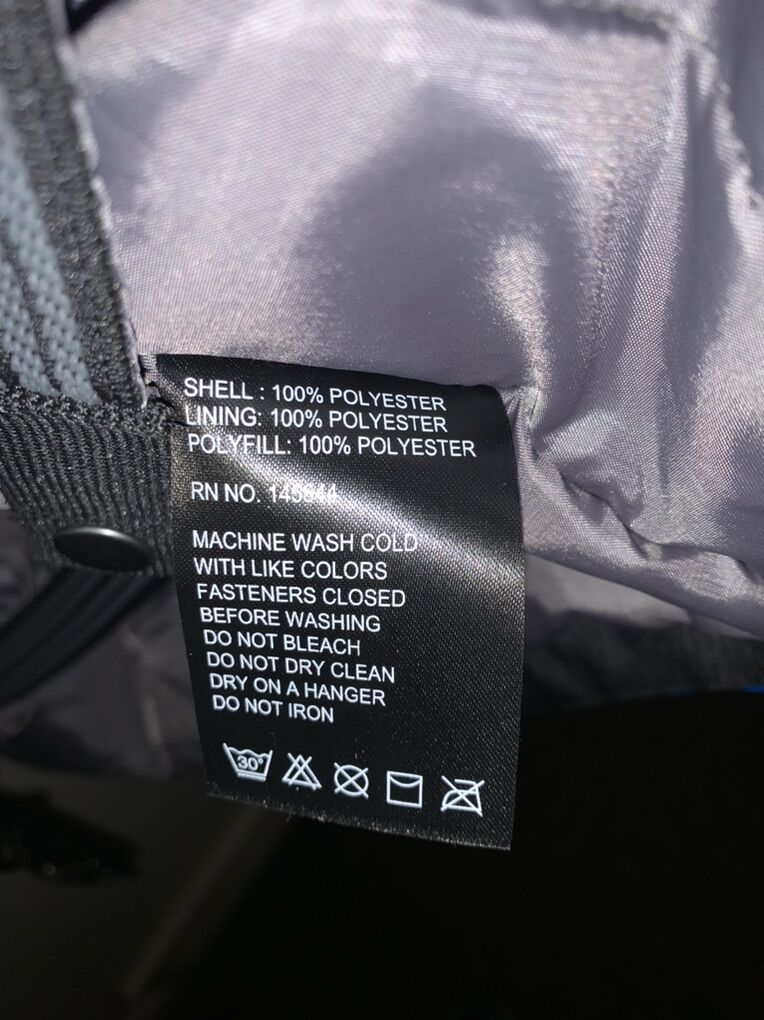 SHELL : 100% POLYESTER
LINING: 100% POLYESTER
POLYFILL: 100% POLYESTER
RN NO.
MACHINE WASH COLD
WITH LIKE COLORS
FASTENERS CLOSED
BEFORE WASHING
DO NOT BLEACH
DO NOT DRY CLEAN
DRY ON A HANGER
DO NOT IRON
30°